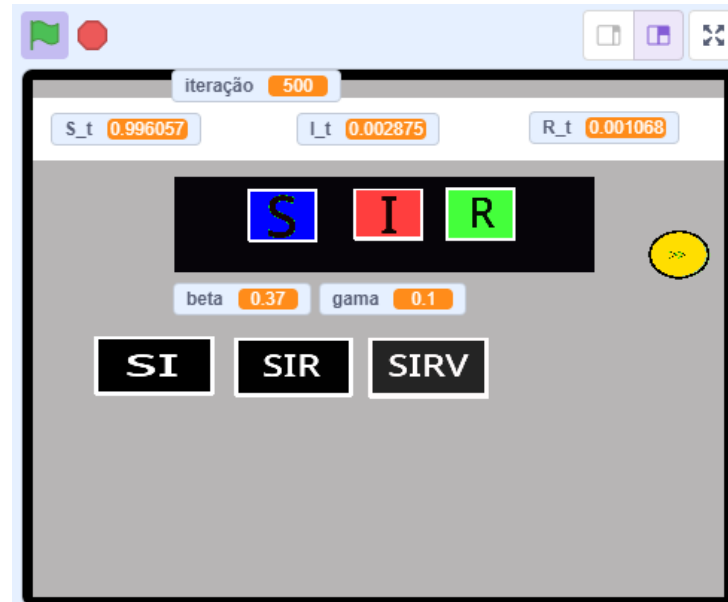 iteração 500
S_t 0.996057 I_t 0.002875 R_t 0.001068
S I R
>>
beta 0.37 gama 0.1
SI SIR SIRV